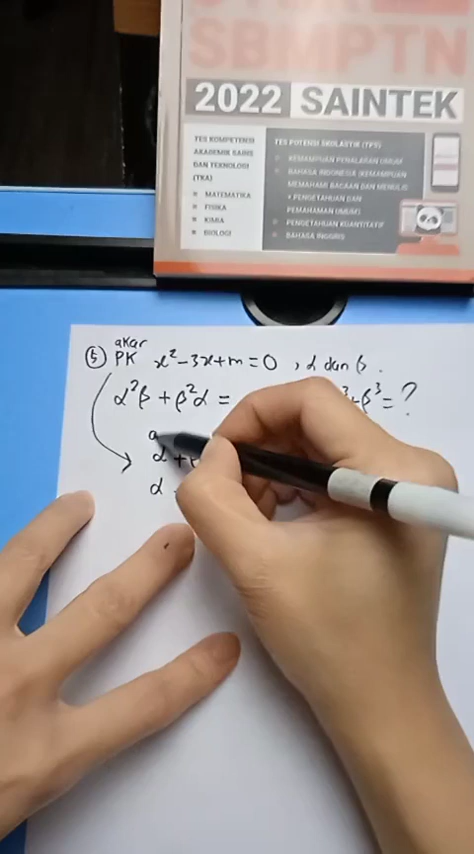 SBMPTN
2022 SAINTEK
TES KOMPETENSI
AKADEMIK SAINS
DAN TEKNOLOGI
(TKA)
MATEMATIKA
FISIKA
KIMIA
BIOLOGI
TES POTENSI SKOLASTIK (TPS)
KEMAMPUAN PENALARAN UMUM
BAHASA INDONESIA (KEMAMPUAN
MEMAHAMI BACAAN DAN MENULIS
+ PENGETAHUAN DAN
PEMAHAMAN UMUM)
PENGETAHUAN KUANTITATIF
BAHASA INGGRIS
akar
⑤ PK x²-3x+m=0, α dan β.
α²β + β²α = ³+β³=?
α +
α